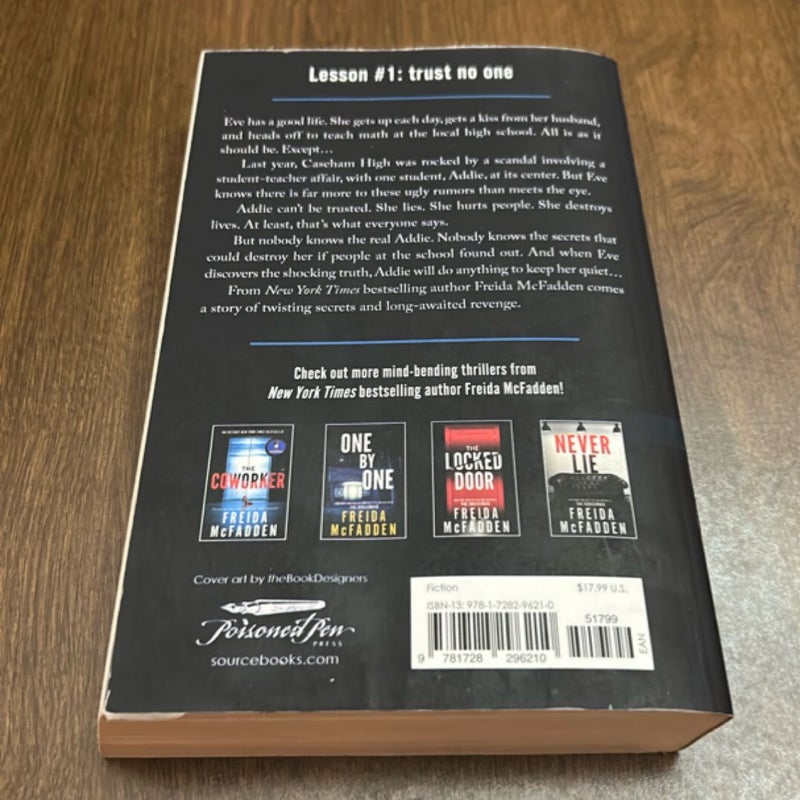 Lesson #1: trust no one
Eve has a good life. She gets up each day, gets a kiss from her husband,
and heads off to teach math at the local high school. All is as it
should be. Except...
Last year, Caseham High was rocked by a scandal involving a
student-teacher affair, with one student, Addie, at its center. But Eve
knows there is far more to these ugly rumors than meets the eye.
Addie can't be trusted. She lies. She hurts people. She destroys
lives. At least, that's what everyone says.
But nobody knows the real Addie. Nobody knows the secrets that
could destroy her if people at the school found out. And when Eve
discovers the shocking truth, Addie will do anything to keep her quiet...
From New York Times bestselling author Freida McFadden comes
a story of twisting secrets and long-awaited revenge.
Check out more mind-bending thrillers from
New York Times bestselling author Freida McFadden!
THE
COWORKER
FREIDA
McFADDEN
ONE
BY
ONE
FREIDA
McFADDEN
THE
LOCKED
DOOR
FREIDA
McFADDEN
NEVER
LIE
FREIDA
McFADDEN
Cover art by theBookDesigners
Poisoned Pen
PRESS
sourcebooks.com
Fiction $17.99 U.S.
ISBN-13: 978-1-7282-9621-0
51799
9 781728 296210
EAN